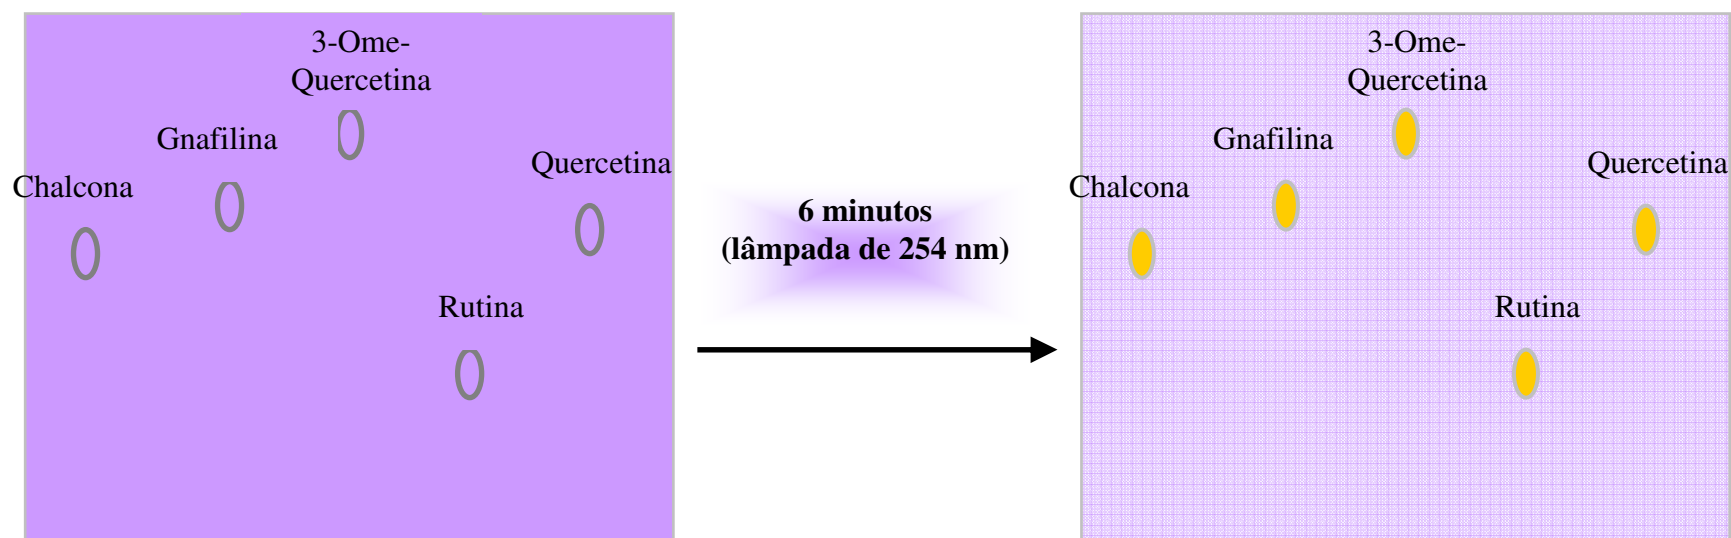 3-Ome-
Quercetina
Gnafilina
Quercetina
Chalcona
Rutina
6 minutos
(lâmpada de 254 nm)
3-Ome-
Quercetina
Gnafilina
Quercetina
Chalcona
Rutina